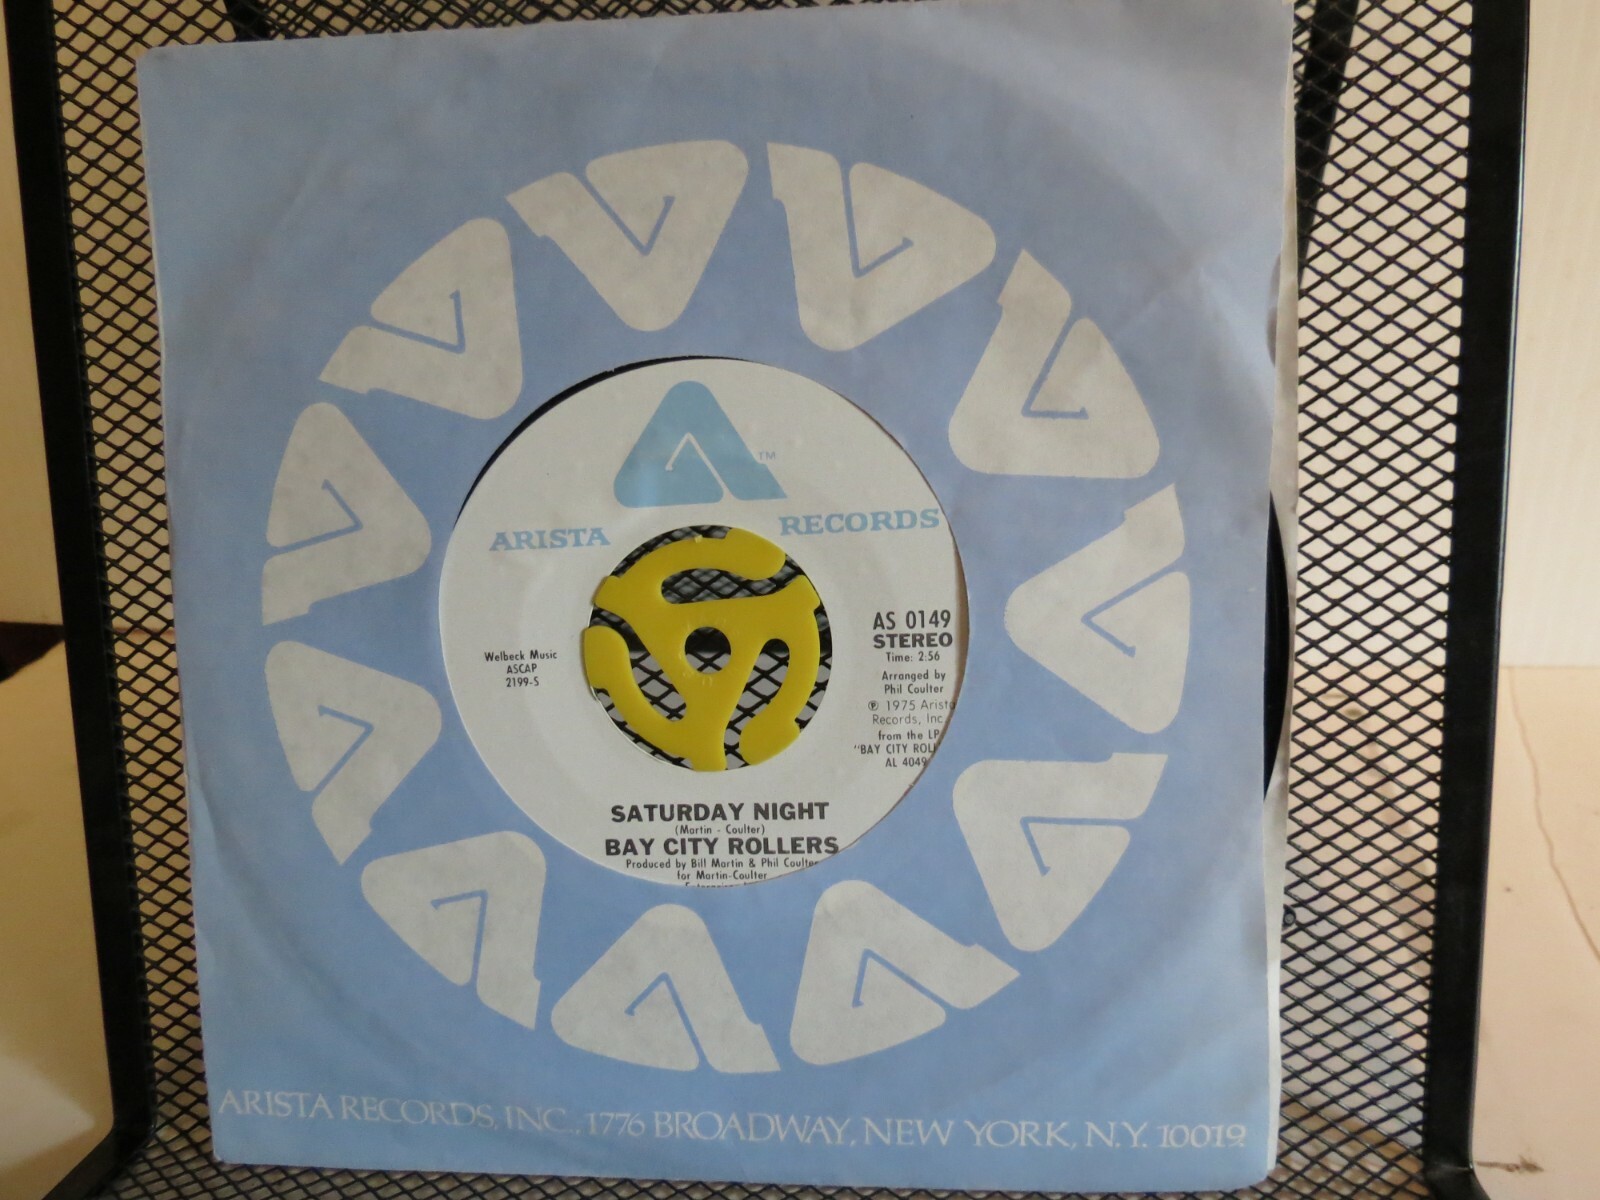 TM
ARISTA RECORDS
Welbeck Music
ASCAP
2199-S
AS 0149
STEREO
Time: 2:56
Arranged by
Phil Coulter
℗ 1975 Arista
Records, Inc.
from the LP
"BAY CITY ROLL
AL 4049
SATURDAY NIGHT
(Martin - Coulter)
BAY CITY ROLLERS
Produced by Bill Martin & Phil Coulter
for Martin-Coulter
ARISTA RECORDS, INC., 1776 BROADWAY, NEW YORK, N.Y. 10019